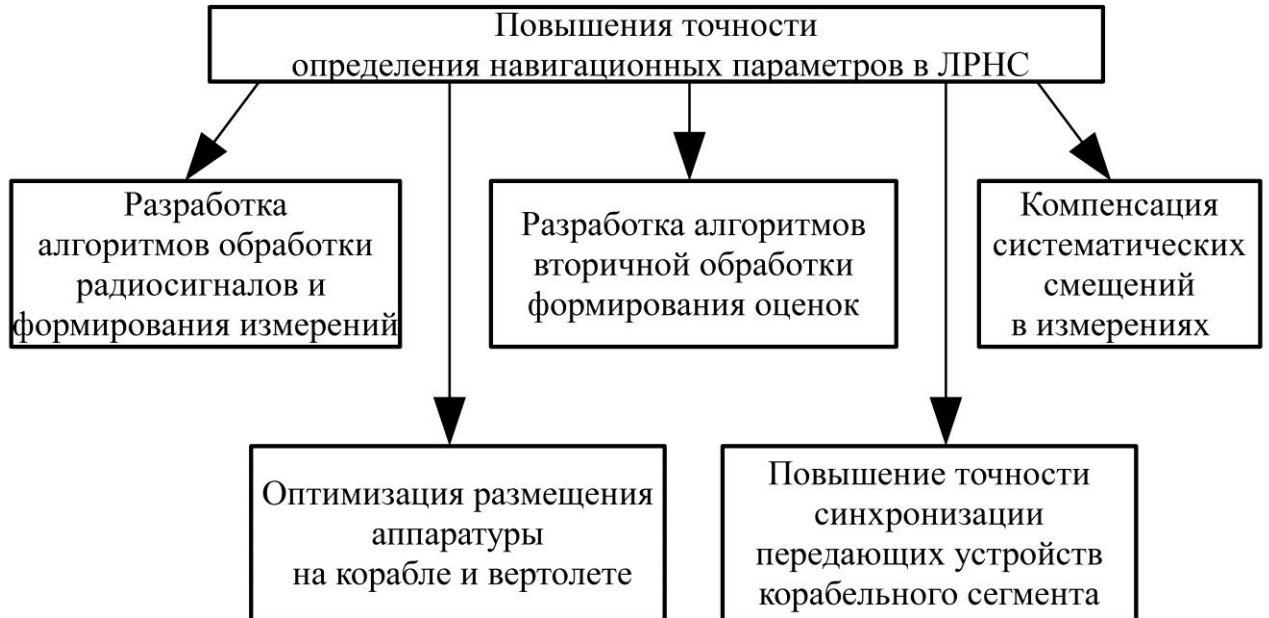 Повышения точности
определения навигационных параметров в ЛРНС
Разработка
алгоритмов обработки
радиосигналов и
формирования измерений
Разработка алгоритмов
вторичной обработки
формирования оценок
Компенсация
систематических
смещений
в измерениях
Оптимизация размещения
аппаратуры
на корабле и вертолете
Повышение точности
синхронизации
передающих устройств
корабельного сегмента